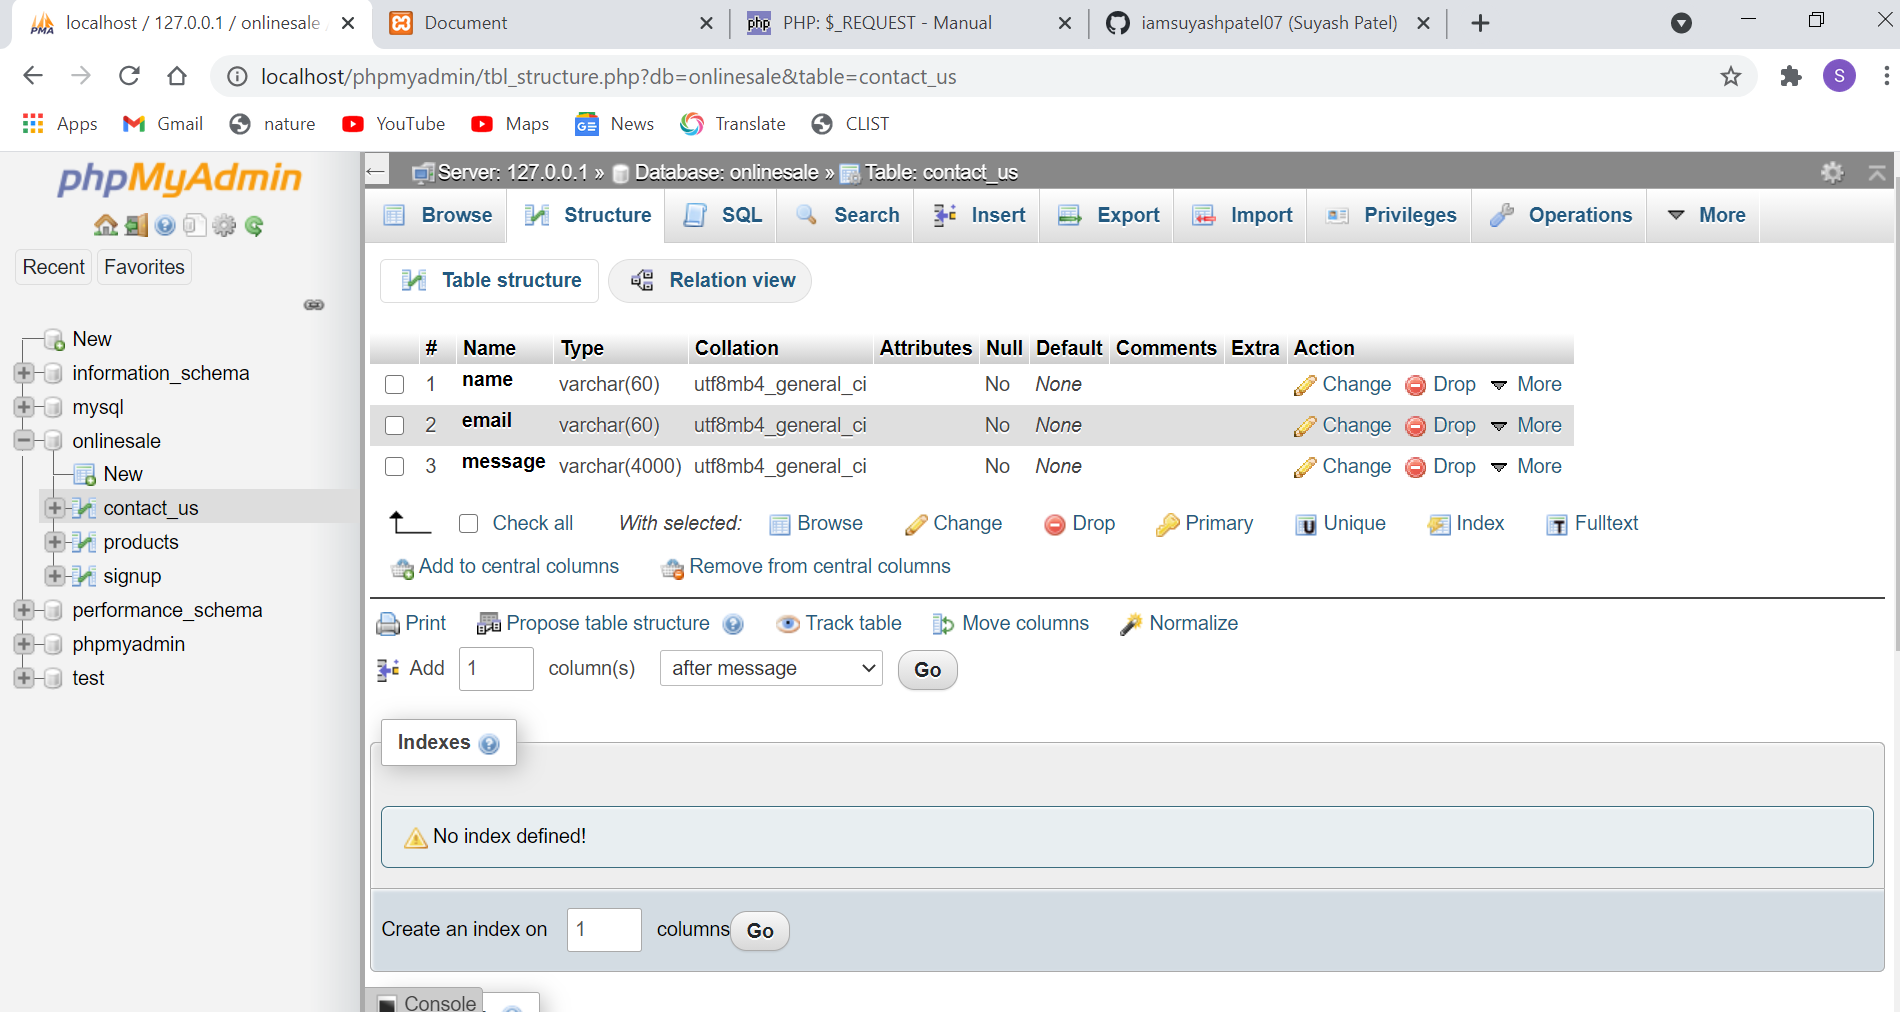 localhost / 127.0.0.1 / onlinesale
Document
PHP: $_REQUEST - Manual
iamsuyashpatel07 (Suyash Patel)
localhost/phpmyadmin/tbl_structure.php?db=onlinesale&table=contact_us
S
Apps
Gmail
nature
YouTube
Maps
News
Translate
CLIST
phpMyAdmin
Recent
Favorites
New
information_schema
mysql
onlinesale
New
contact_us
products
signup
performance_schema
phpmyadmin
test
Server: 127.0.0.1 » Database: onlinesale » Table: contact_us
Browse
Structure
SQL
Search
Insert
Export
Import
Privileges
Operations
More
Table structure
Relation view
# Name Type Collation Attributes Null Default Comments Extra Action
1 name varchar(60) utf8mb4_general_ci No None Change Drop More
2 email varchar(60) utf8mb4_general_ci No None Change Drop More
3 message varchar(4000) utf8mb4_general_ci No None Change Drop More
Check all With selected: Browse Change Drop Primary Unique Index Fulltext
Add to central columns Remove from central columns
Print Propose table structure Track table Move columns Normalize
Add 1 column(s) after message Go
Indexes
No index defined!
Create an index on 1 columns Go
Console